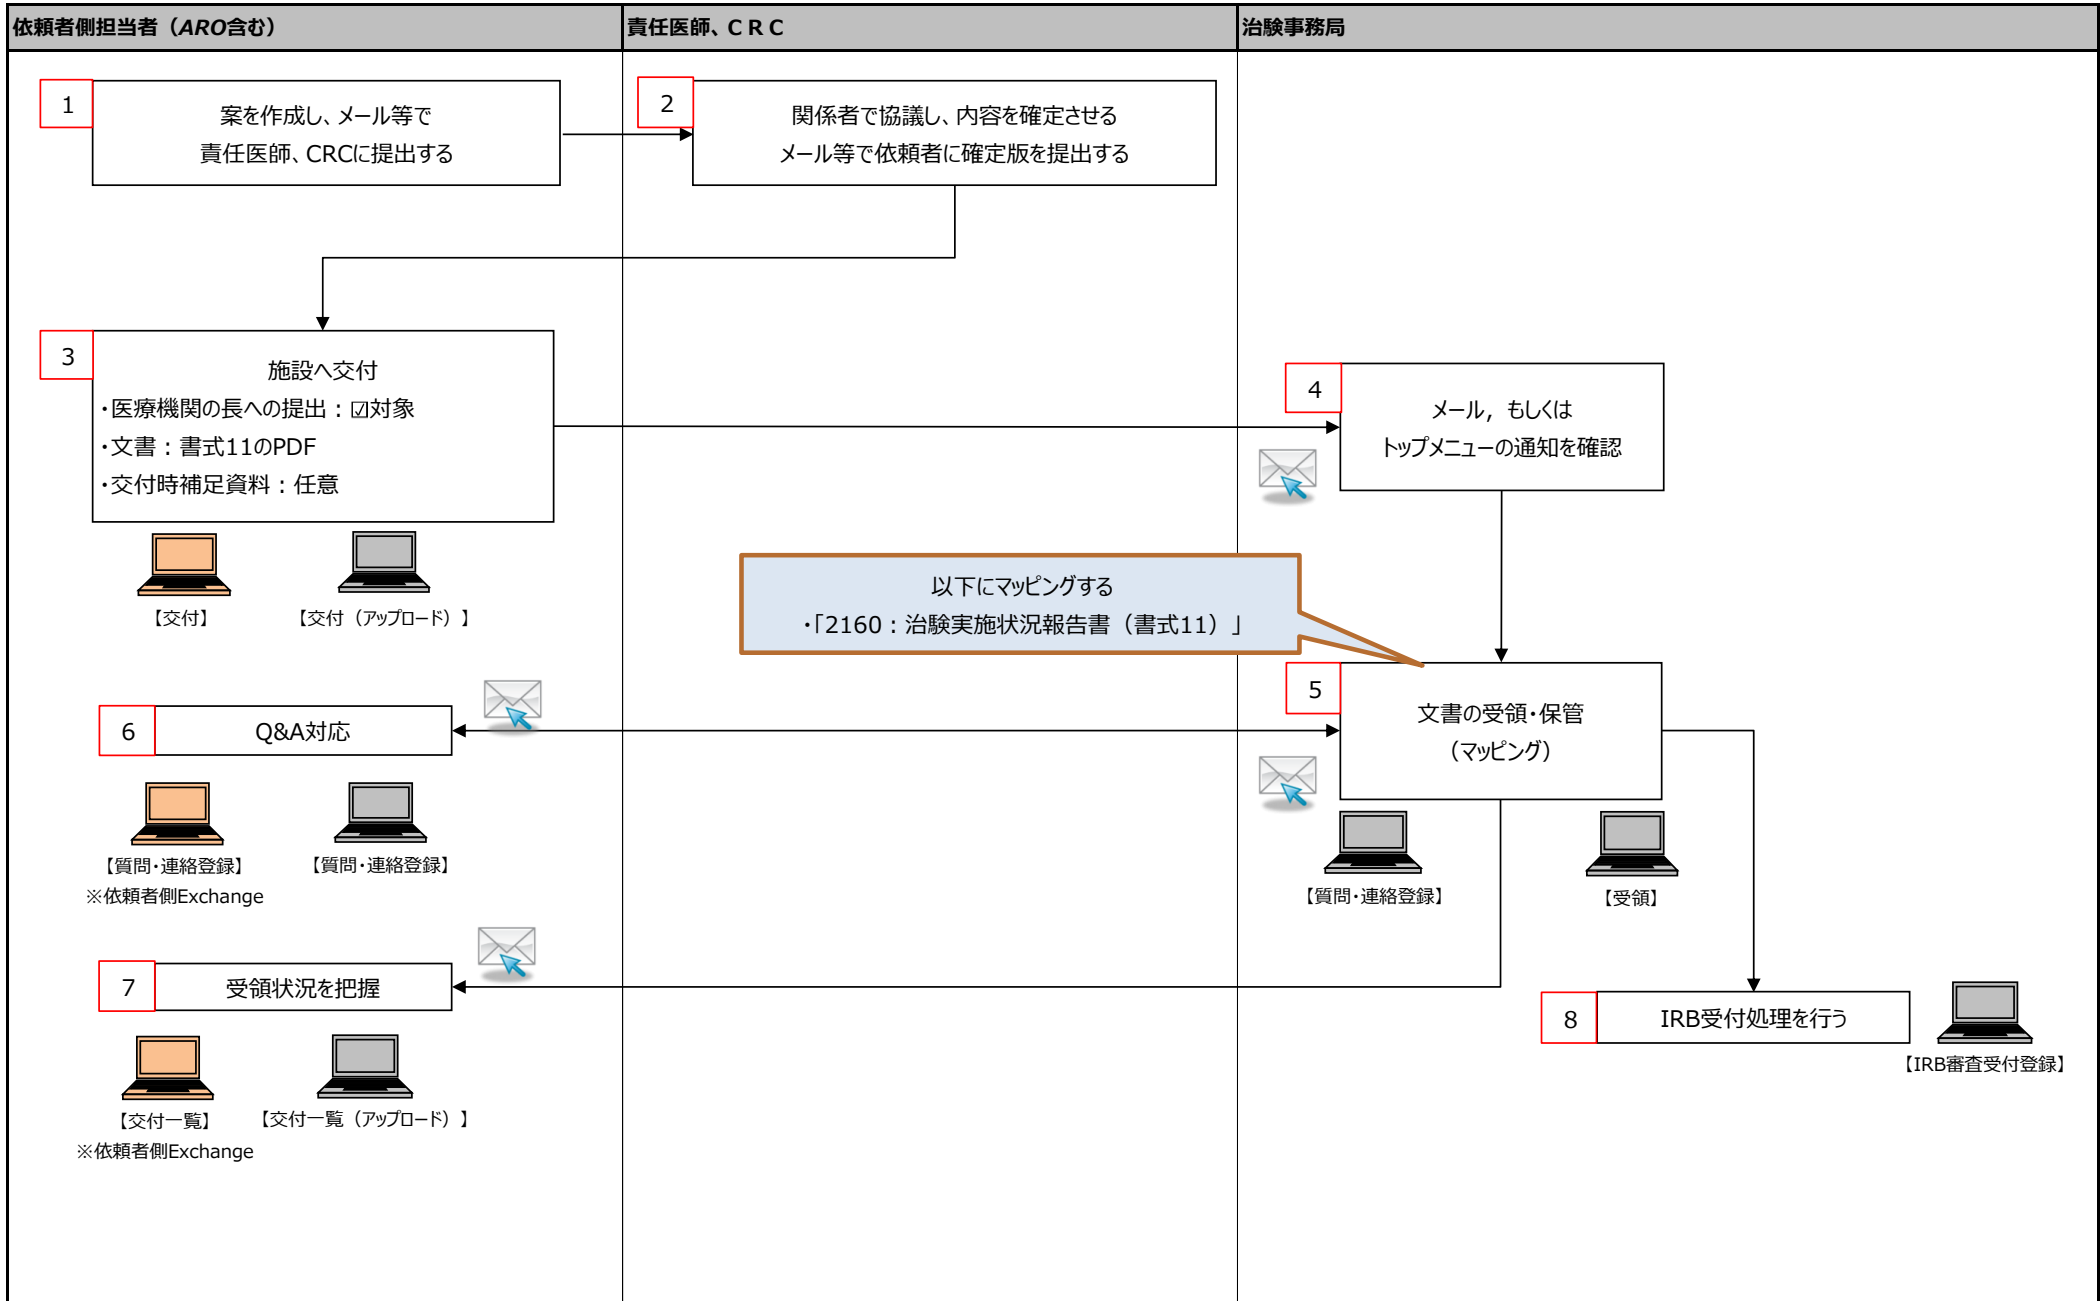 依頼者側担当者（ARO含む）
責任医師、ＣＲＣ
治験事務局
1
案を作成し、メール等で
責任医師、CRCに提出する
2
関係者で協議し、内容を確定させる
メール等で依頼者に確定版を提出する
3
施設へ交付
・医療機関の長への提出：☑対象
・文書：書式11のPDF
・交付時補足資料：任意
【交付】
【交付（アップロード）】
4
メール，もしくは
トップメニューの通知を確認
以下にマッピングする
・「2160：治験実施状況報告書（書式11）」
5
文書の受領・保管
（マッピング）
【質問・連絡登録】
【受領】
6
Q&A対応
【質問・連絡登録】
※依頼者側Exchange
【質問・連絡登録】
7
受領状況を把握
【交付一覧】
※依頼者側Exchange
【交付一覧（アップロード）】
8
IRB受付処理を行う
【IRB審査受付登録】